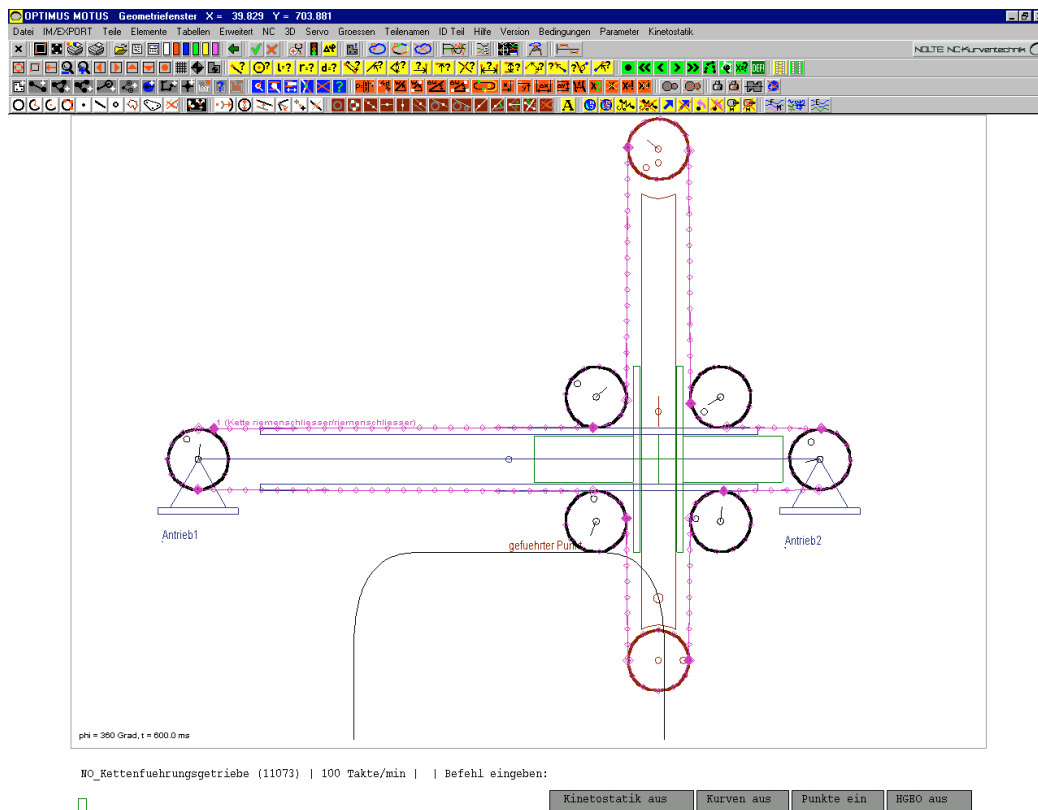 OPTIMUS MOTUS Geometriefenster X = 39.829 Y = 703.881
Datei IM/EXPORT Teile Elemente Tabellen Erweitert NC 3D Servo Groessen Teilenamen ID Teil Hilfe Version Bedingungen Parameter Kinetostatik
NOLTE NC-Kurventechnik
1 (Kette riemenschliesser/riemenschliesser)
Antrieb1
Antrieb2
gefuehrter Punkt
phi = 360 Grad, t = 600.0 ms
NO_Kettenfuehrungsgetriebe (11073) | 100 Takte/min | | Befehl eingeben:
Kinetostatik aus Kurven aus Punkte ein HGEO aus